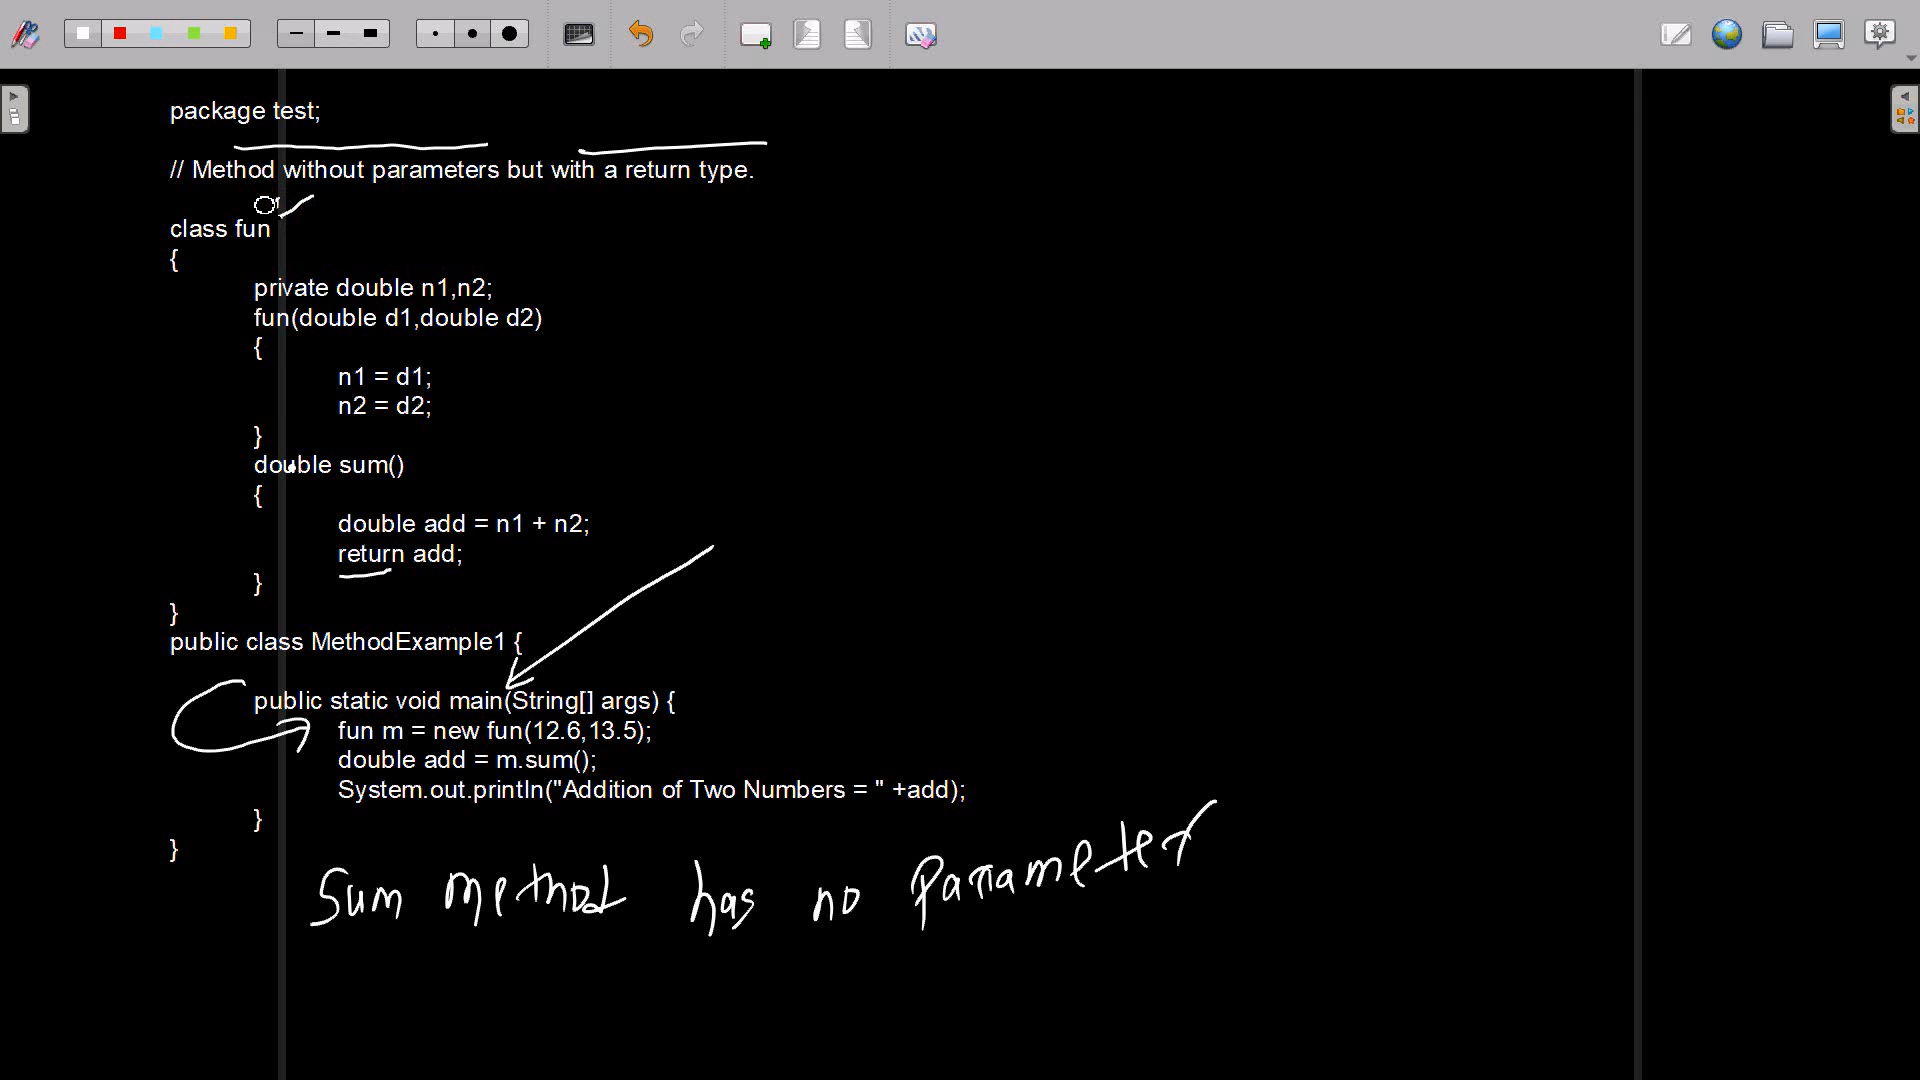 package test;
// Method without parameters but with a return type.
class fun
{
private double n1,n2;
fun(double d1,double d2)
{
n1 = d1;
n2 = d2;
}
double sum()
{
double add = n1 + n2;
return add;
}
}
public class MethodExample1 {
public static void main(String[] args) {
fun m = new fun(12.6,13.5);
double add = m.sum();
System.out.println("Addition of Two Numbers = " +add);
}
}
Sum method has no Parameter